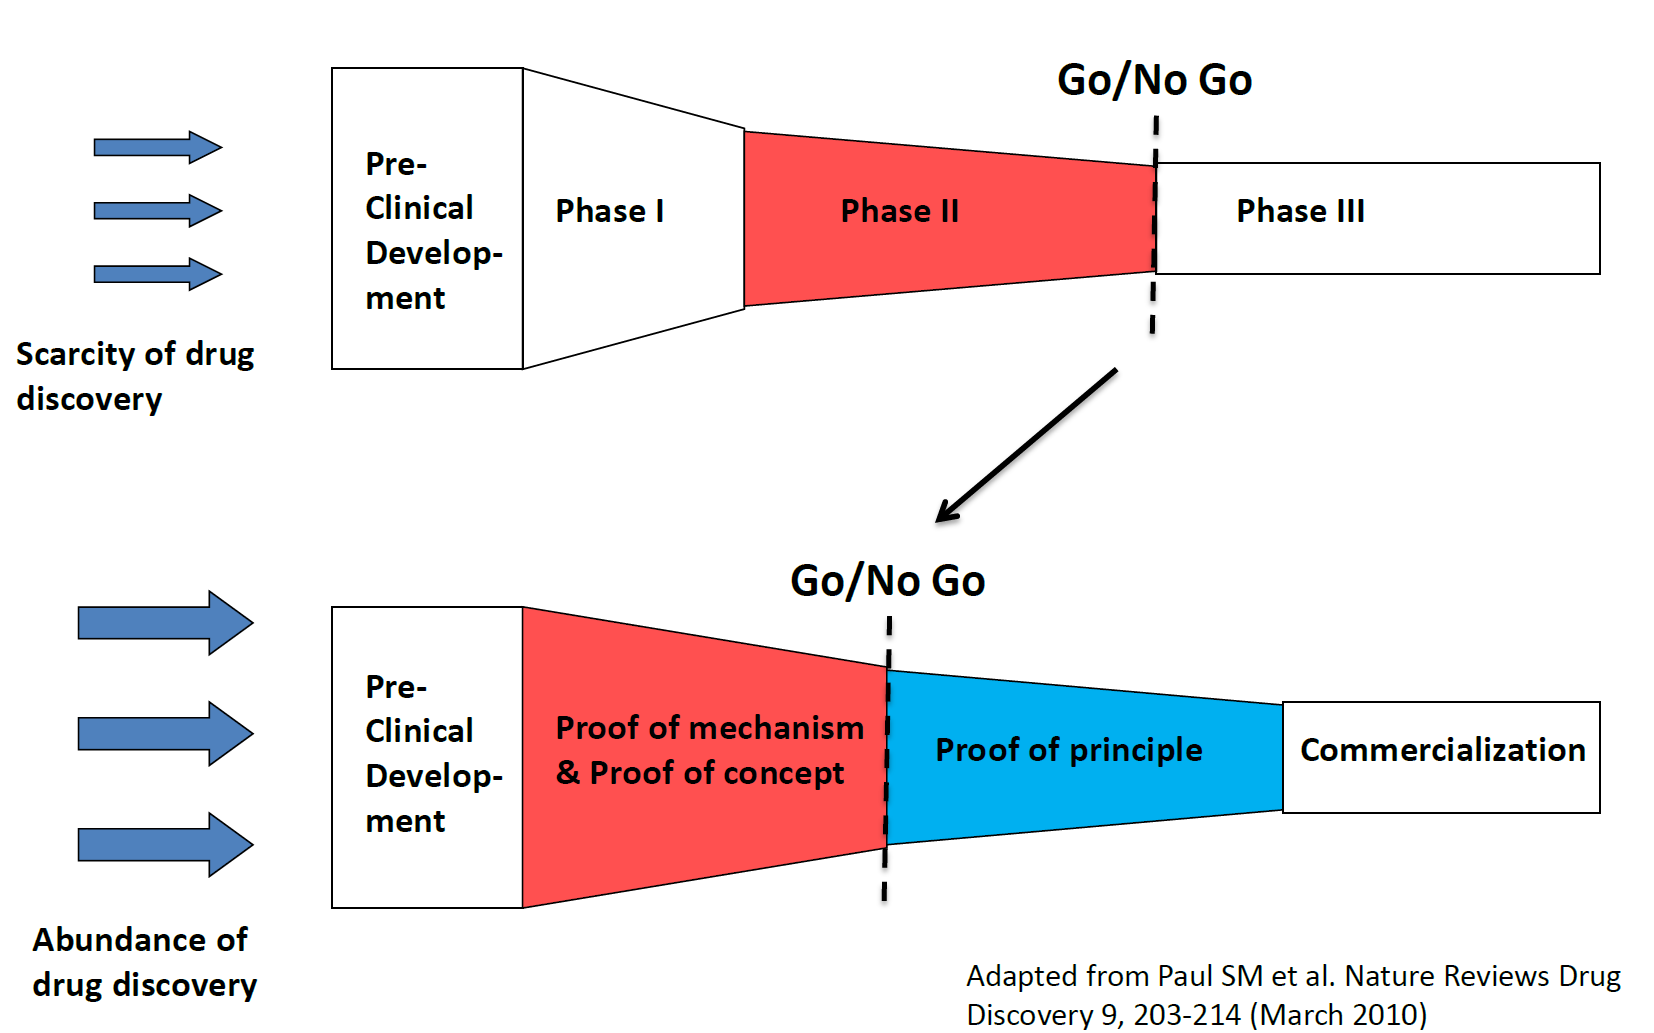 Go/No Go
Pre-
Clinical
Develop-
ment
Phase I
Phase II
Phase III
Scarcity of drug
discovery
Go/No Go
Pre-
Clinical
Develop-
ment
Proof of mechanism
& Proof of concept
Proof of principle
Commercialization
Abundance of
drug discovery
Adapted from Paul SM et al. Nature Reviews Drug
Discovery 9, 203-214 (March 2010)